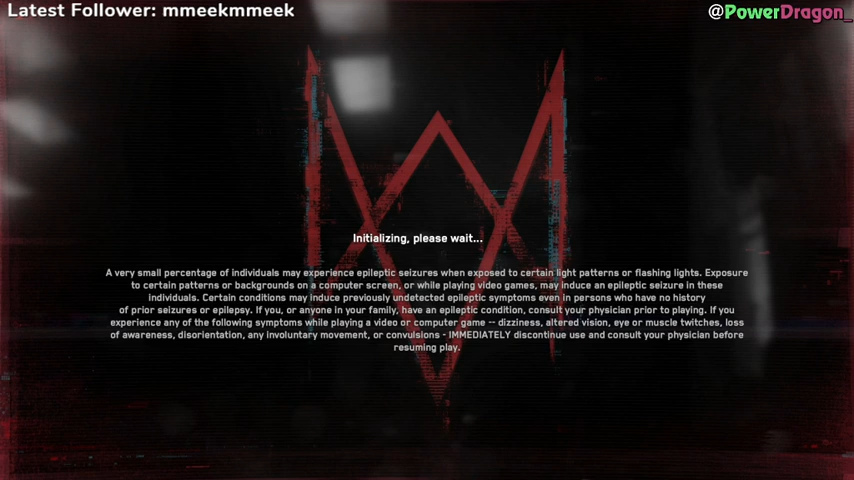 Latest Follower: mmeekmmeek
@PowerDragon_
Initializing, please wait...
A very small percentage of individuals may experience epileptic seizures when exposed to certain light patterns or flashing lights. Exposure
to certain patterns or backgrounds on a computer screen, or while playing video games, may induce an epileptic seizure in these
individuals. Certain conditions may induce previously undetected epileptic symptoms even in persons who have no history
of prior seizures or epilepsy. If you, or anyone in your family, have an epileptic condition, consult your physician prior to playing. If you
experience any of the following symptoms while playing a video or computer game -- dizziness, altered vision, eye or muscle twitches, loss
of awareness, disorientation, any involuntary movement, or convulsions - IMMEDIATELY discontinue use and consult your physician before
resuming play.